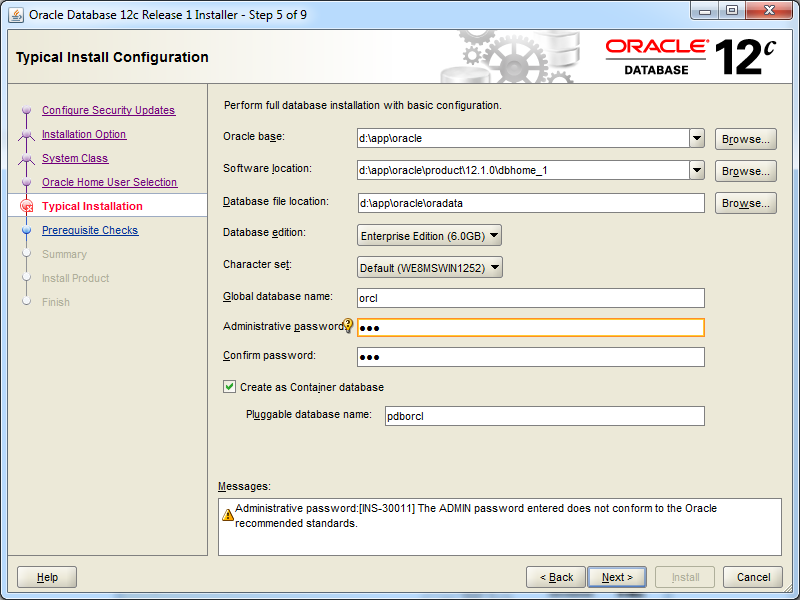 Oracle Database 12c Release 1 Installer - Step 5 of 9
Typical Install Configuration
ORACLE®
DATABASE
12c
Configure Security Updates
Installation Option
System Class
Oracle Home User Selection
Typical Installation
Prerequisite Checks
Summary
Install Product
Finish
Perform full database installation with basic configuration.
Oracle base: d:\app\oracle Browse...
Software location: d:\app\oracle\product\12.1.0\dbhome_1 Browse...
Database file location: d:\app\oracle\oradata Browse...
Database edition: Enterprise Edition (6.0GB)
Character set: Default (WE8MSWIN1252)
Global database name: orcl
Administrative password: ●●●
Confirm password: ●●●
Create as Container database
Pluggable database name: pdborcl
Messages:
Administrative password:[INS-30011] The ADMIN password entered does not conform to the Oracle
recommended standards.
Help < Back Next > Install Cancel